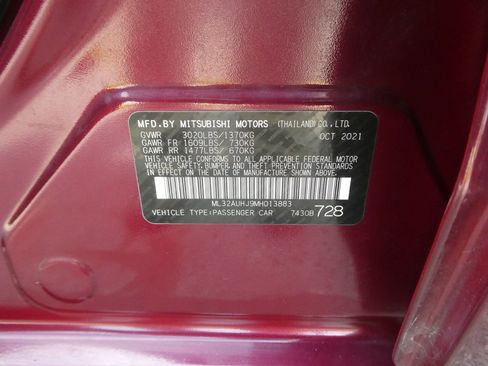 MFD.BY MITSUBISHI MOTORS (THAILAND)CO.,LTD.
GVWR 3020LBS/1370KG OCT 2021
GAWR FR 1609LBS/ 730KG
GAWR RR 1477LBS/ 670KG
THIS VEHICLE CONFORMS TO ALL APPLICABLE FEDERAL MOTOR
VEHICLE SAFETY,BUMPER,AND THEFT PREVENTION STANDARDS
IN EFFECT ON THE DATE OF MANUFACTURE SHOWN ABOVE.
ML32AUHJ9MH013883
VEHICLE TYPE:PASSENGER CAR 7430B 728